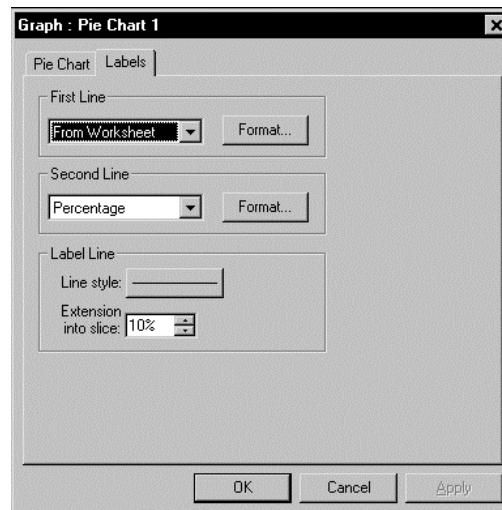 Graph : Pie Chart 1
Pie Chart Labels
First Line
From Worksheet Format...
Second Line
Percentage Format...
Label Line
Line style:
Extension
into slice: 10%
OK Cancel Apply